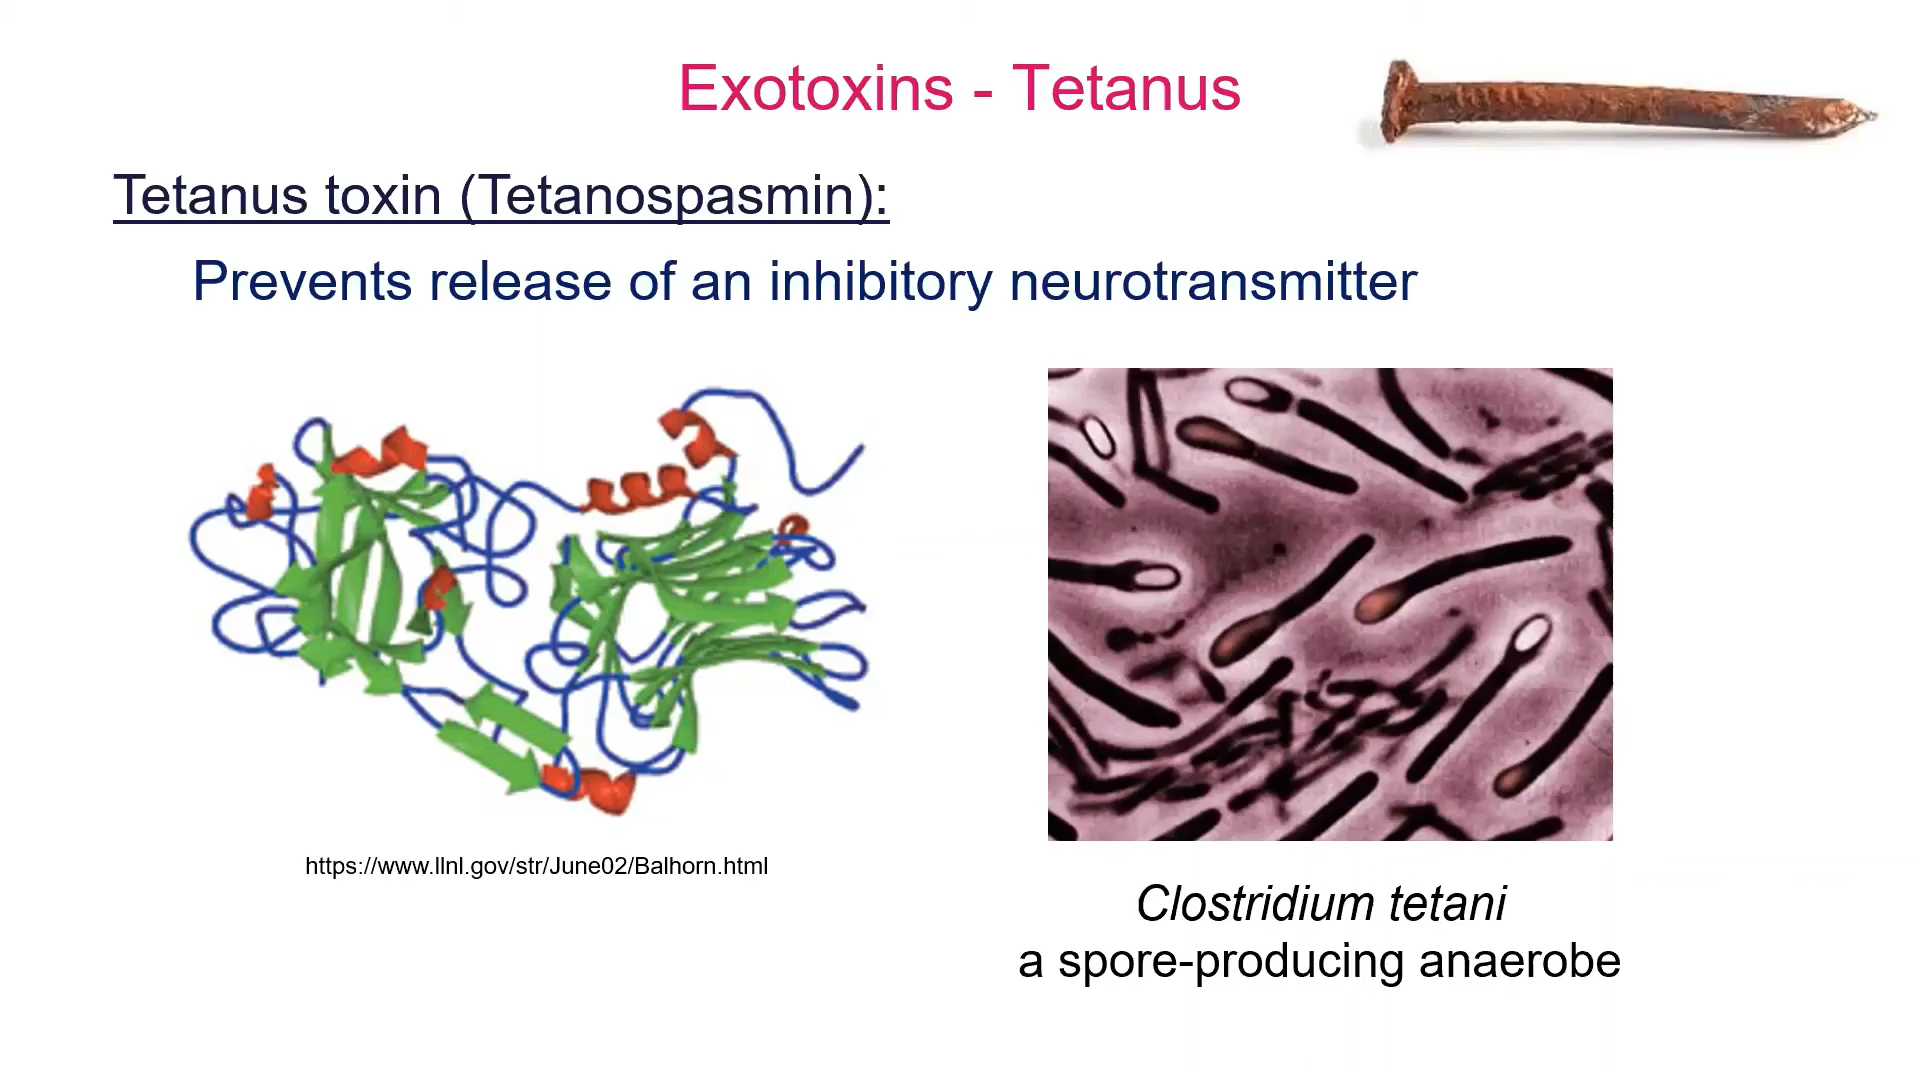 Exotoxins - Tetanus
Tetanus toxin (Tetanospasmin):
Prevents release of an inhibitory neurotransmitter
https://www.llnl.gov/str/June02/Balhorn.html
Clostridium tetani
a spore-producing anaerobe